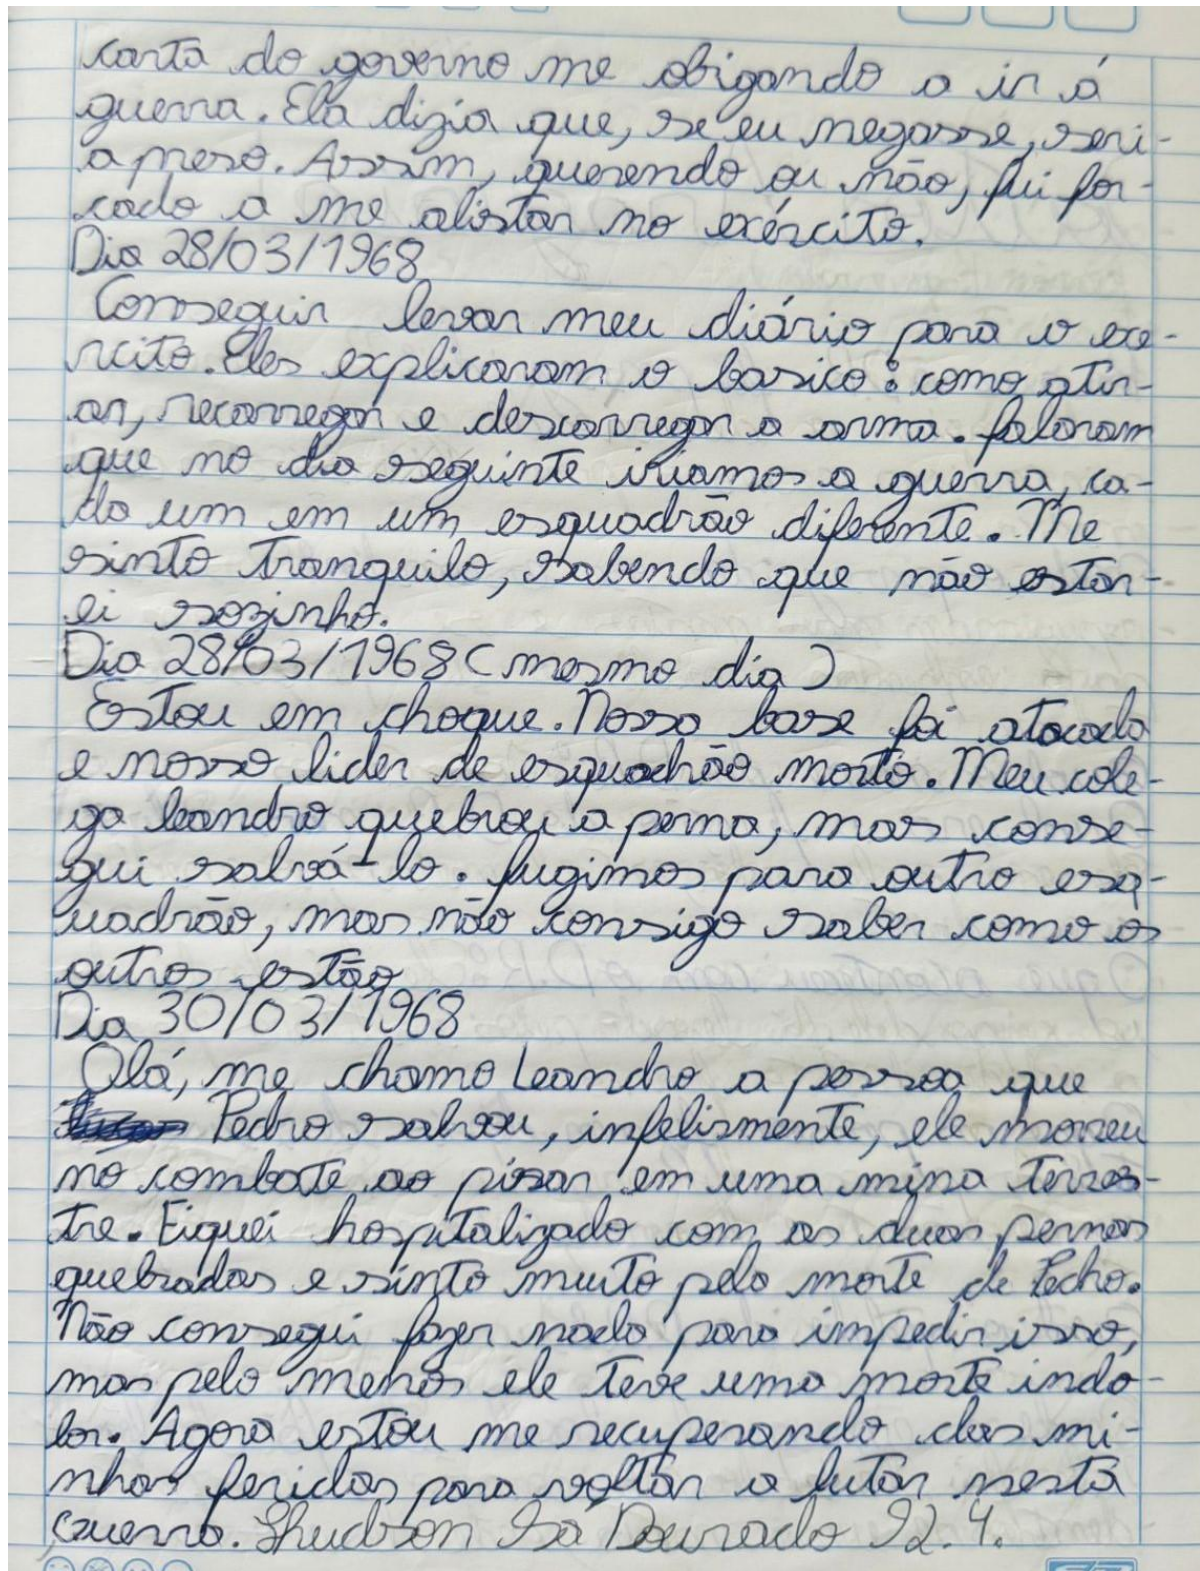 carta do governo me obigando a ir á
guerra. Ela dizia que, se eu negasse, seri-
a preso. Assim, querendo ou não, fui for-
cado a me alistar no exército.
Dia 28/03/1968
Conseguir levar meu diário para o exe-
rcito. Eles explicaram o basico: como atir-
ar, recarregar e descarregar a arma. falaram
que no dia seguinte iriamos a guerra, ca-
da um em um esquadrão diferente. Me
sinto tranquilo, sabendo que não estar-
ei sozinho.
Dia 28/03/1968 (mesmo dia)
Estou em choque. Nossa base foi atacada
e nosso lider de esquadrão morto. Meu cole-
ga leandro quebrou a perna, mas conse-
gui salvá-lo. fugimos para outro esq-
uadrão, mas não consigo saber como os
outros estão
Dia 30/03/1968
Olá, me chamo Leandro a pessoa que
Pedro salvou, infelismente, ele morreu
no combate ao pisar em uma mina terres-
tre. Fiquei hospitalizado com as duas pernas
quebradas e sinto muito pela morte de Pedro.
Não consegui fazer nada para impedir isso,
mas pelo menos ele teve uma morte indo-
lor. Agora estou me recuperando das mi-
nhas feridas para voltar a lutar nesta
Guerra. Lhudson Sá Dourado 92.4.